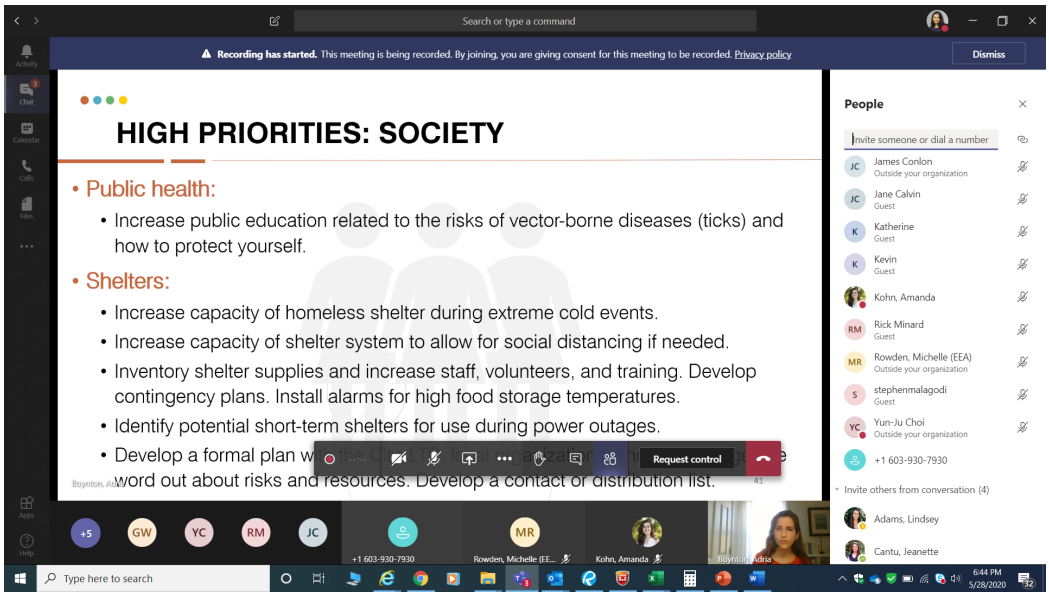 Search or type a command
Activity
Recording has started. This meeting is being recorded. By joining, you are giving consent for this meeting to be recorded. Privacy policy
Dismiss
3
Chat
Calendar
Calls
Files
HIGH PRIORITIES: SOCIETY
• Public health:
• Increase public education related to the risks of vector-borne diseases (ticks) and
how to protect yourself.
• Shelters:
• Increase capacity of homeless shelter during extreme cold events.
• Increase capacity of shelter system to allow for social distancing if needed.
• Inventory shelter supplies and increase staff, volunteers, and training. Develop
contingency plans. Install alarms for high food storage temperatures.
• Identify potential short-term shelters for use during power outages.
• Develop a formal plan with
word out about risks and resources. Develop a contact or distribution list.
Request control
Boynton,
41
People
Invite someone or dial a number
JC
James Conlon
Outside your organization
JC
Jane Calvin
Guest
K
Katherine
Guest
K
Kevin
Guest
Kohn, Amanda
RM
Rick Minard
Guest
MR
Rowden, Michelle (EEA)
Outside your organization
S
stephenmalagodi
Guest
YC
Yun-Ju Choi
Outside your organization
+1 603-930-7930
Invite others from conversation (4)
Adams, Lindsey
Cantu, Jeanette
Apps
Help
+5
GW
YC
RM
JC
+1 603-930-7930
MR
Rowden, Michelle (EE...
Kohn, Amanda
Boynton, Adria
Type here to search
6:44 PM
5/28/2020
32